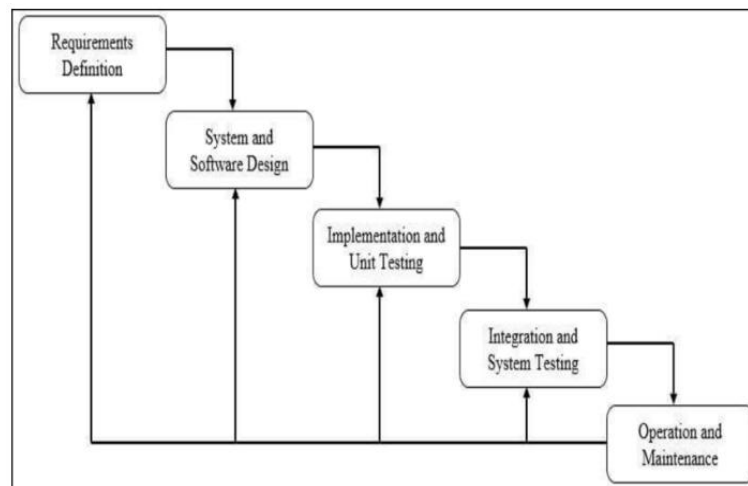 Requirements
Definition
System and
Software Design
Implementation and
Unit Testing
Integration and
System Testing
Operation and
Maintenance